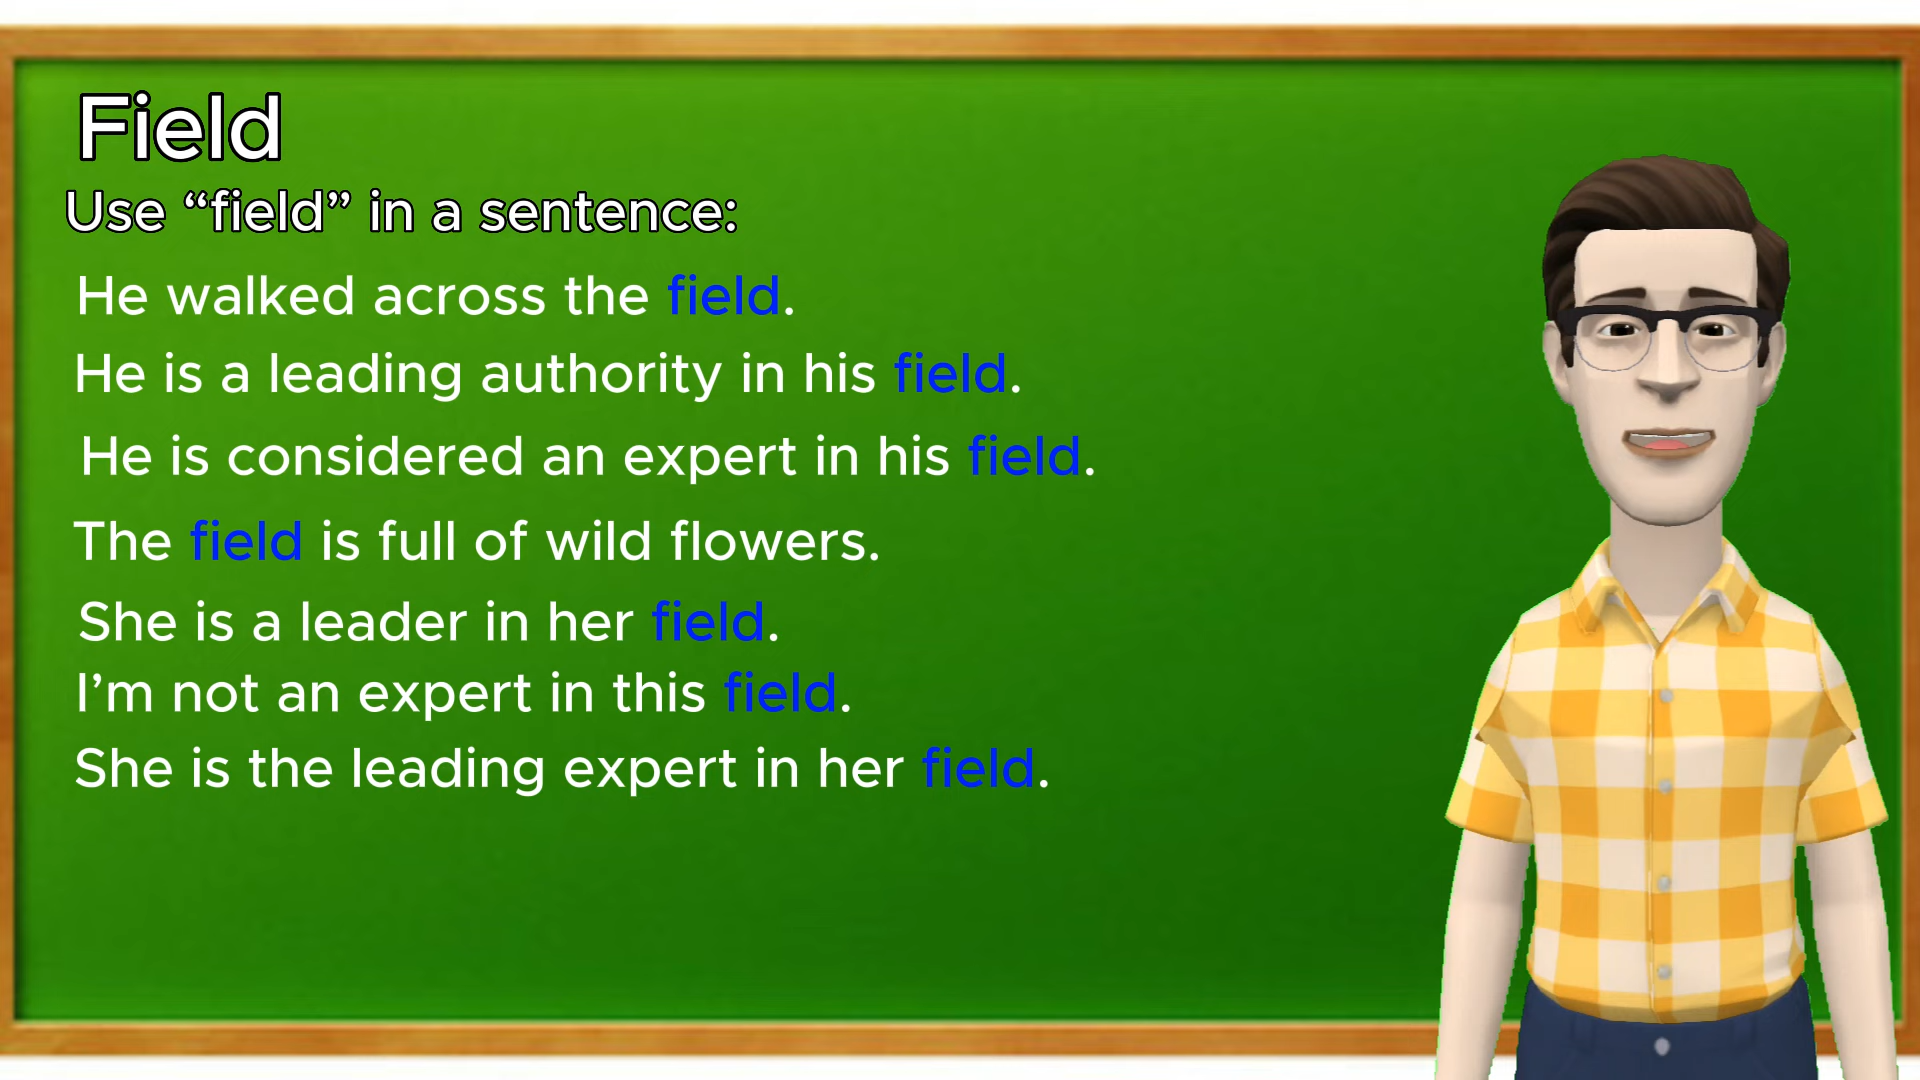 Field
Use “field” in a sentence:
He walked across the field.
He is a leading authority in his field.
He is considered an expert in his field.
The field is full of wild flowers.
She is a leader in her field.
I’m not an expert in this field.
She is the leading expert in her field.